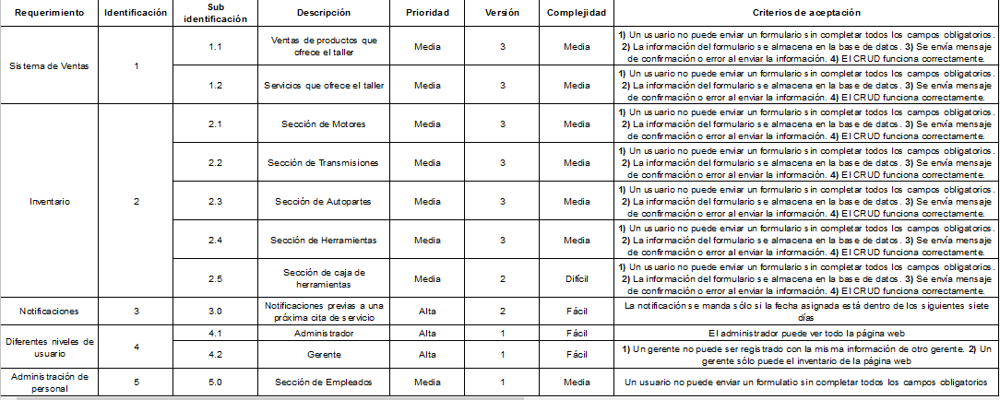 Requerimiento Identificación Sub identificación Descripción Prioridad Versión Complejidad Criterios de aceptación
Sistema de Ventas
1
1.1
Ventas de productos que
ofrece el taller
Media
3
Media
1) Un usuario no puede enviar un formulario sin completar todos los campos obligatorios.
2) La información del formulario se almacena en la base de datos. 3) Se envía mensaje
de confirmación o error al enviar la información. 4) El CRUD funciona correctamente.
1.2
Servicios que ofrece el taller
Media
3
Media
1) Un usuario no puede enviar un formulario sin completar todos los campos obligatorios.
2) La información del formulario se almacena en la base de datos. 3) Se envía mensaje
de confirmación o error al enviar la información. 4) El CRUD funciona correctamente.
Inventario
2
2.1
Sección de Motores
Media
3
Media
1) Un usuario no puede enviar un formulario sin completar todos los campos obligatorios.
2) La información del formulario se almacena en la base de datos. 3) Se envía mensaje
de confirmación o error al enviar la información. 4) El CRUD funciona correctamente.
2.2
Sección de Transmisiones
Media
3
Media
1) Un usuario no puede enviar un formulario sin completar todos los campos obligatorios.
2) La información del formulario se almacena en la base de datos. 3) Se envía mensaje
de confirmación o error al enviar la información. 4) El CRUD funciona correctamente.
2.3
Sección de Autopartes
Media
3
Media
1) Un usuario no puede enviar un formulario sin completar todos los campos obligatorios.
2) La información del formulario se almacena en la base de datos. 3) Se envía mensaje
de confirmación o error al enviar la información. 4) El CRUD funciona correctamente.
2.4
Sección de Herramientas
Media
3
Media
1) Un usuario no puede enviar un formulario sin completar todos los campos obligatorios.
2) La información del formulario se almacena en la base de datos. 3) Se envía mensaje
de confirmación o error al enviar la información. 4) El CRUD funciona correctamente.
2.5
Sección de caja de
herramientas
Media
2
Difícil
1) Un usuario no puede enviar un formulario sin completar todos los campos obligatorios.
2) La información del formulario se almacena en la base de datos. 3) Se envía mensaje
de confirmación o error al enviar la información. 4) El CRUD funciona correctamente.
Notificaciones
3
3.0
Notificaciones previas a una
próxima cita de servicio
Alta
2
Fácil
La notificación se manda sólo si la fecha asignada está dentro de los siguientes siete
días
Diferentes niveles de
usuario
4
4.1
Administrador
Alta
1
Fácil
El administrador puede ver todo la página web
4.2
Gerente
Alta
1
Fácil
1) Un gerente no puede ser registrado con la misma información de otro gerente. 2) Un
gerente sólo puede el inventario de la página web
Administración de
personal
5
5.0
Sección de Empleados
Media
1
Media
Un usuario no puede enviar un formulatio sin completar todos los campos obligatorios